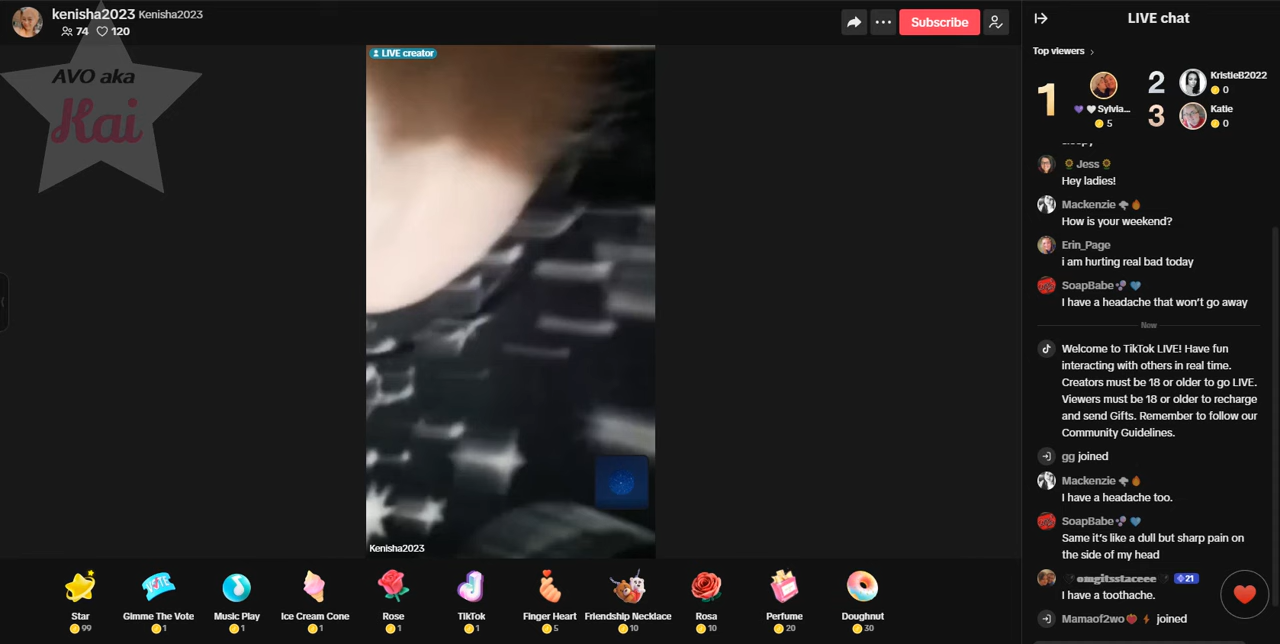 kenisha2023 Kenisha2023
74 120
Subscribe
LIVE chat
AVO aka
Kai
LIVE creator
Top viewers
1
Sylvia...
5
2
KristieB2022
0
3
Katie
0
Jess
Hey ladies!
Mackenzie
How is your weekend?
Erin_Page
i am hurting real bad today
SoapBabe
I have a headache that won't go away
New
Welcome to TikTok LIVE! Have fun
interacting with others in real time.
Creators must be 18 or older to go LIVE.
Viewers must be 18 or older to recharge
and send Gifts. Remember to follow our
Community Guidelines.
gg joined
Mackenzie
I have a headache too.
SoapBabe
Same it's like a dull but sharp pain on
the side of my head
omgitsstaceee 21
I have a toothache.
Mamaof2wo joined
Kenisha2023
Star
99
Gimme The Vote
1
Music Play
1
Ice Cream Cone
1
Rose
1
TikTok
1
Finger Heart
5
Friendship Necklace
10
Rosa
10
Perfume
20
Doughnut
30